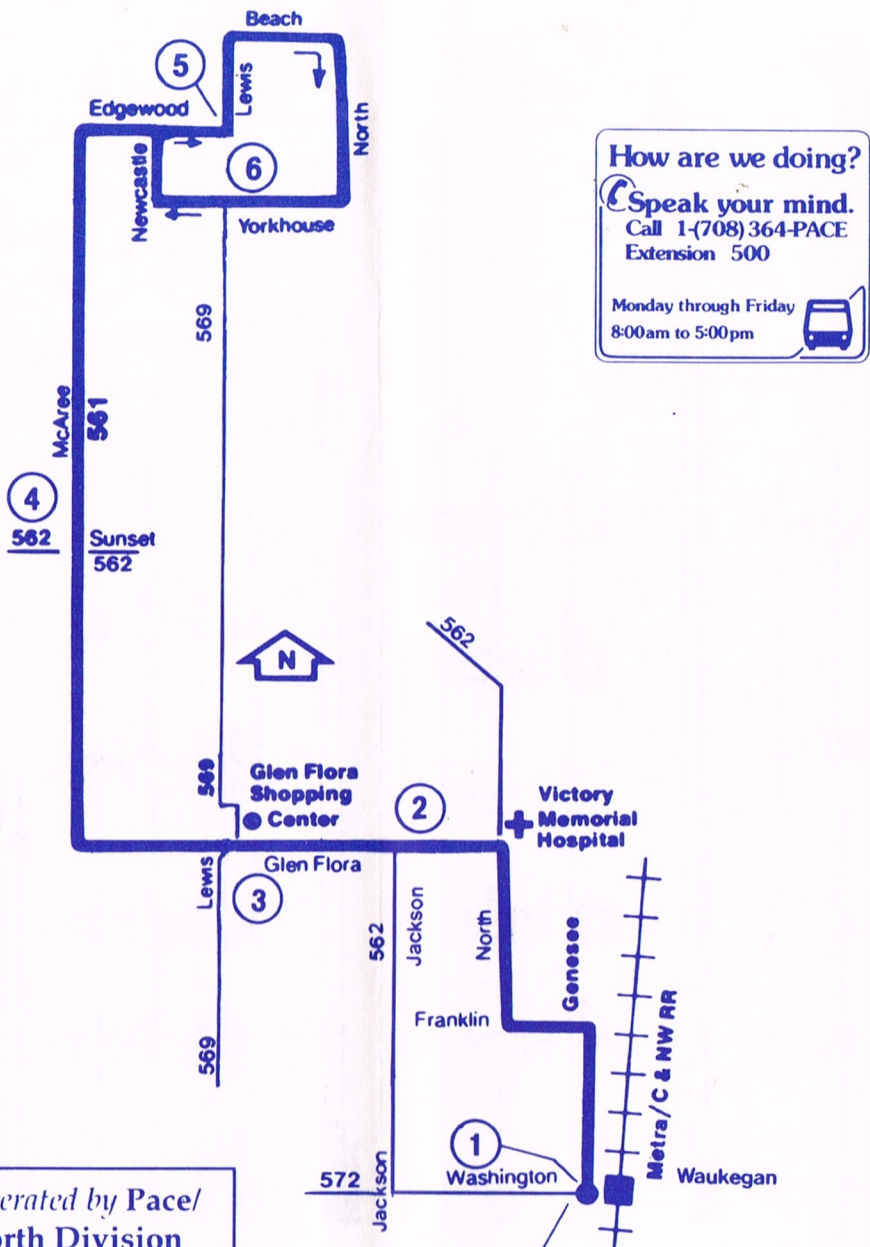 Beach
5
Lewis
Edgewood
North
Newcastle
6
Yorkhouse
How are we doing?
Speak your mind.
Call 1-(708) 364-PACE
Extension 500
Monday through Friday
8:00am to 5:00pm
569
McAree
561
4
562
Sunset
562
562
N
569
Glen Flora
Shopping
Center
2
Victory
Memorial
Hospital
Glen Flora
Lewis
3
562
Jackson
North
Genesee
Franklin
569
Metra/C & NW RR
1
572
Washington
Waukegan
Jackson
erated by Pace/
orth Division